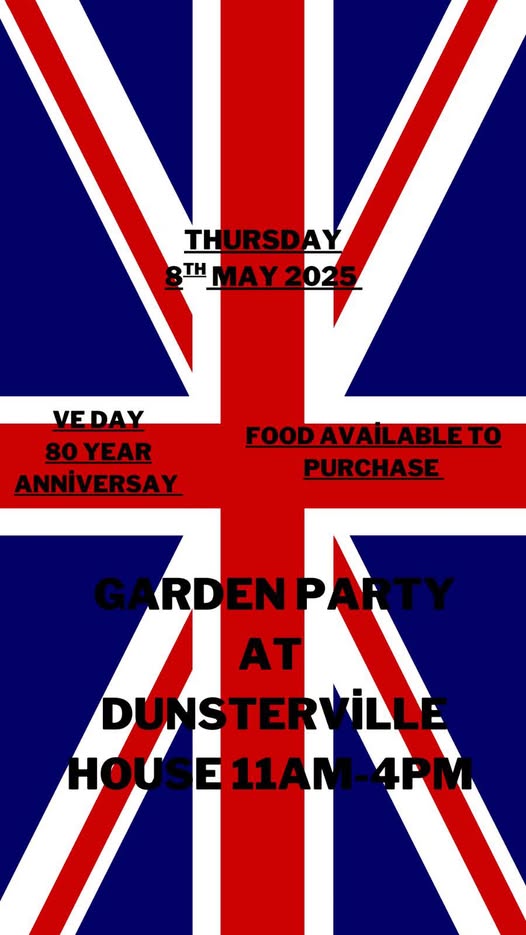 THURSDAY
8TH MAY 2025
VE DAY
80 YEAR
ANNİVERSAY
FOOD AVAİLABLE TO
PURCHASE
GARDEN PARTY
AT
DUNSTERVİLLE
HOUSE 11AM-4PM